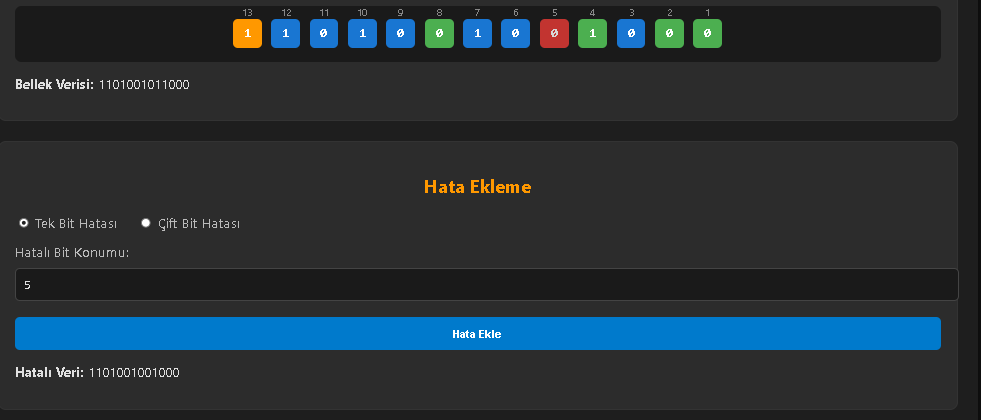 13 12 11 10 9 8 7 6 5 4 3 2 1
1 1 0 1 0 0 1 0 0 1 0 0 0
Bellek Verisi: 1101001011000
Hata Ekleme
Tek Bit Hatası Çift Bit Hatası
Hatalı Bit Konumu:
5
Hata Ekle
Hatalı Veri: 1101001001000